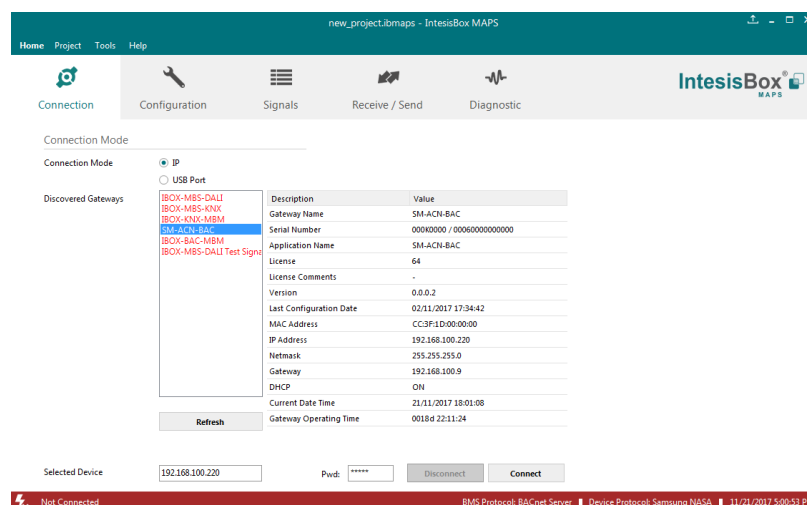 new_project.ibmaps - IntesisBox MAPS
Home Project Tools Help
Connection Configuration Signals Receive / Send Diagnostic
IntesisBox®
MAPS
Connection Mode
Connection Mode IP
USB Port
Discovered Gateways
IBOX-MBS-DALI
IBOX-MBS-KNX
IBOX-KNX-MBM
SM-ACN-BAC
IBOX-BAC-MBM
IBOX-MBS-DALI Test Signa
Description Value
Gateway Name SM-ACN-BAC
Serial Number 000K0000 / 00060000000000
Application Name SM-ACN-BAC
License 64
License Comments -
Version 0.0.0.2
Last Configuration Date 02/11/2017 17:34:42
MAC Address CC:3F:1D:00:00:00
IP Address 192.168.100.220
Netmask 255.255.255.0
Gateway 192.168.100.9
DHCP ON
Current Date Time 21/11/2017 18:01:08
Gateway Operating Time 0018d 22:11:24
Refresh
Selected Device 192.168.100.220 Pwd: ***** Disconnect Connect
Not Connected BMS Protocol: BACnet Server Device Protocol: Samsung NASA 11/21/2017 5:00:53 P